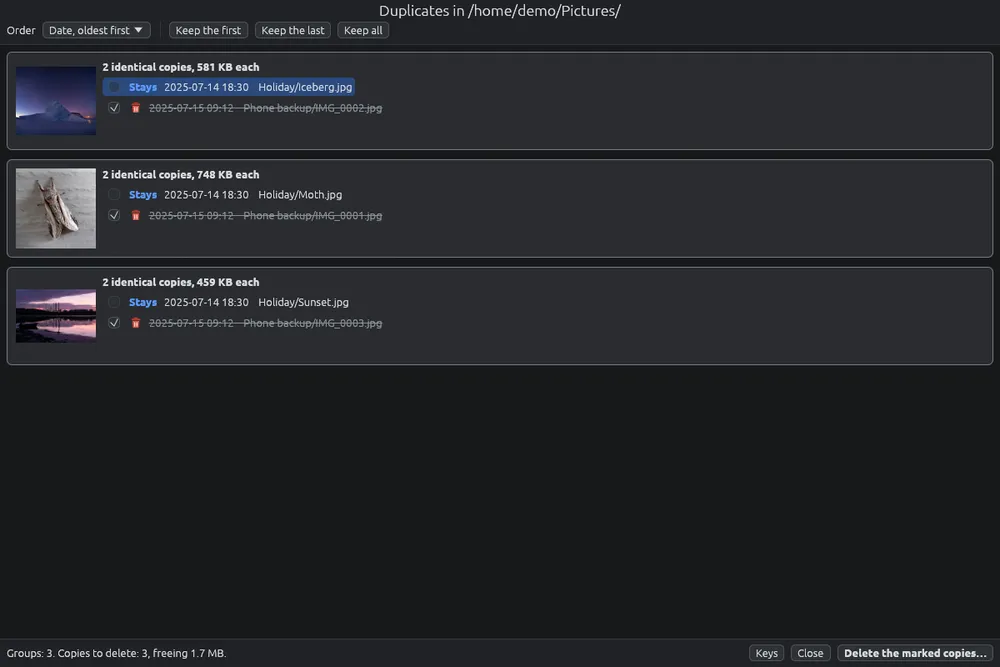 Duplicates in /home/demo/Pictures/
Order Date, oldest first Keep the first Keep the last Keep all
2 identical copies, 581 KB each
Stays 2025-07-14 18:30 Holiday/Iceberg.jpg
2025-07-15 09:12 Phone backup/IMG_0002.jpg
2 identical copies, 748 KB each
Stays 2025-07-14 18:30 Holiday/Moth.jpg
2025-07-15 09:12 Phone backup/IMG_0001.jpg
2 identical copies, 459 KB each
Stays 2025-07-14 18:30 Holiday/Sunset.jpg
2025-07-15 09:12 Phone backup/IMG_0003.jpg
Groups: 3. Copies to delete: 3, freeing 1.7 MB. Keys Close Delete the marked copies...